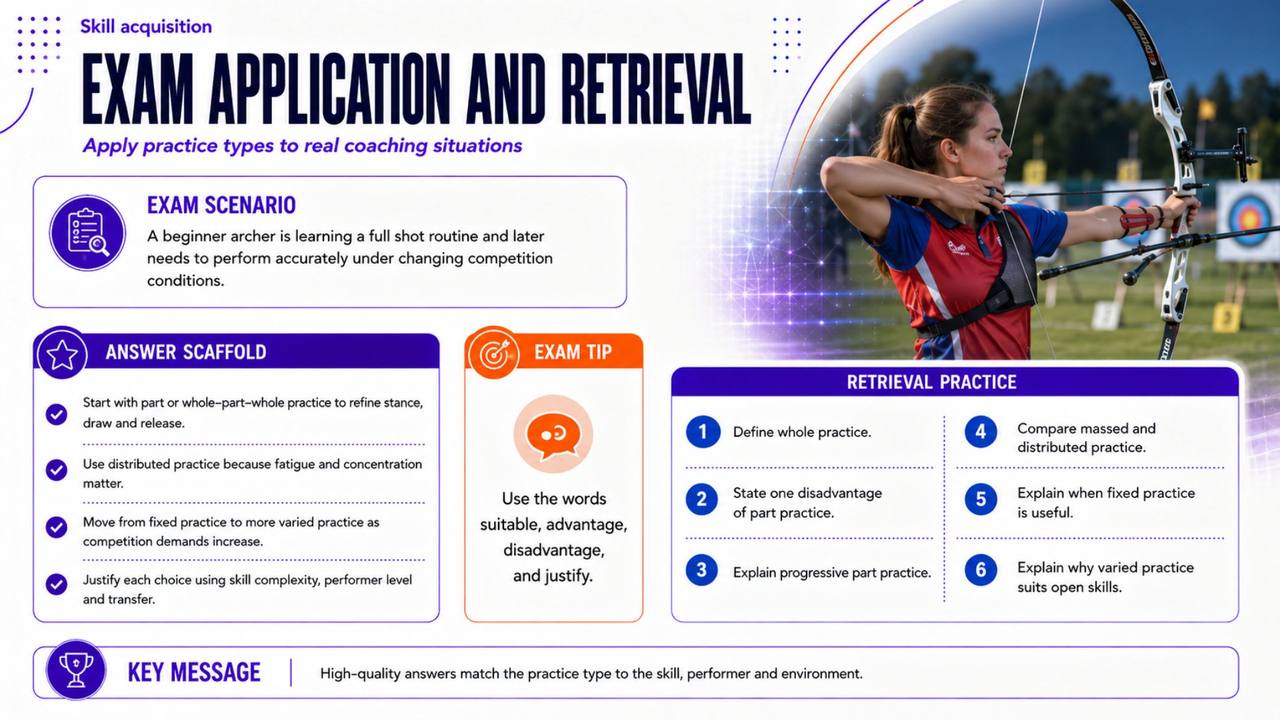 Skill acquisition
EXAM APPLICATION AND RETRIEVAL
Apply practice types to real coaching situations
EXAM SCENARIO
A beginner archer is learning a full shot routine and later
needs to perform accurately under changing competition
conditions.
ANSWER SCAFFOLD
Start with part or whole–part–whole practice to refine stance,
draw and release.
Use distributed practice because fatigue and concentration
matter.
Move from fixed practice to more varied practice as
competition demands increase.
Justify each choice using skill complexity, performer level
and transfer.
EXAM TIP
Use the words
suitable, advantage,
disadvantage,
and justify.
RETRIEVAL PRACTICE
1 Define whole practice.
2 State one disadvantage
of part practice.
3 Explain progressive part practice.
4 Compare massed and
distributed practice.
5 Explain when fixed practice
is useful.
6 Explain why varied practice
suits open skills.
KEY MESSAGE
High-quality answers match the practice type to the skill, performer and environment.